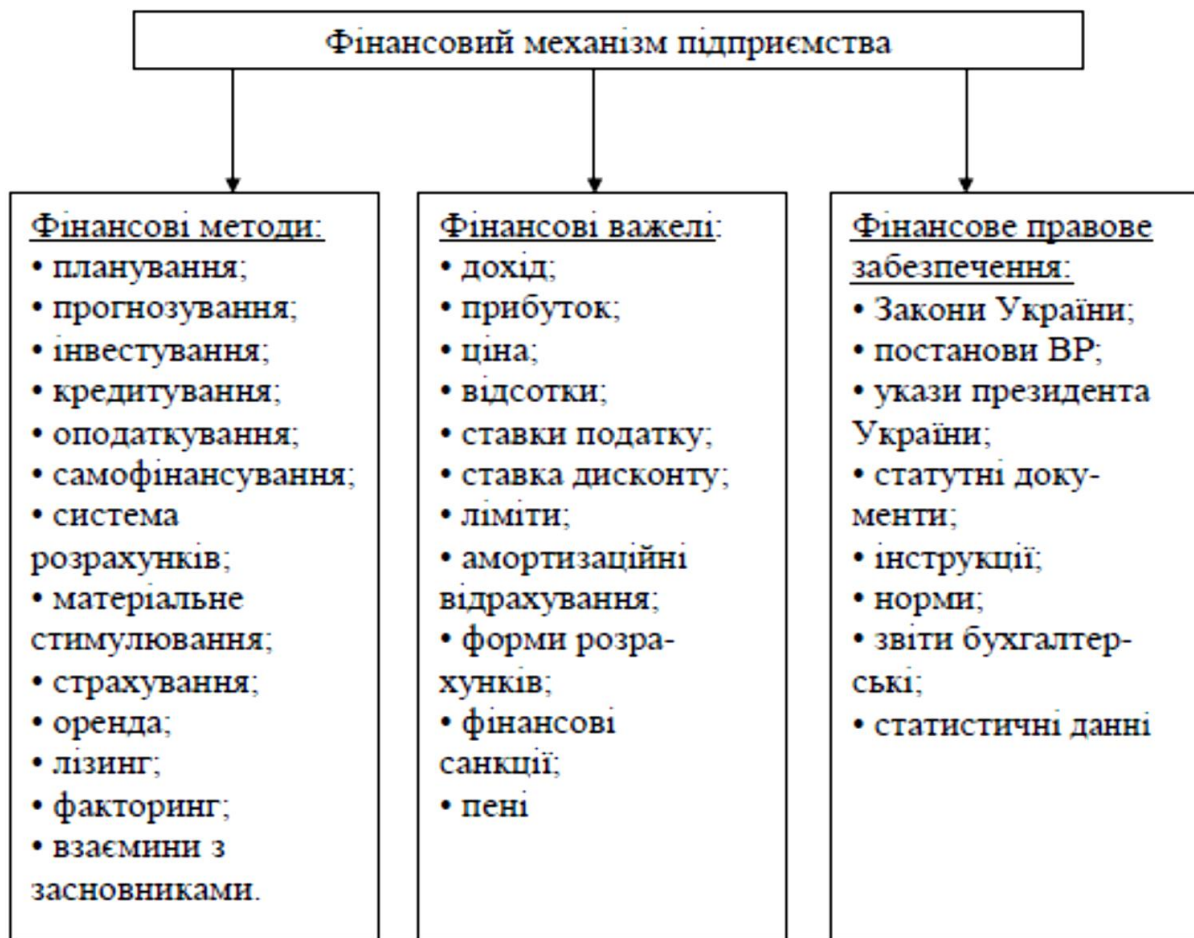 Фінансовий механізм підприємства
Фінансові методи:
• планування;
• прогнозування;
• інвестування;
• кредитування;
• оподаткування;
• самофінансування;
• система
розрахунків;
• матеріальне
стимулювання;
• страхування;
• оренда;
• лізинг;
• факторинг;
• взаємини з
засновниками.
Фінансові важелі:
• дохід;
• прибуток;
• ціна;
• відсотки;
• ставки податку;
• ставка дисконту;
• ліміти;
• амортизаційні
відрахування;
• форми розра-
хунків;
• фінансові
санкції;
• пені
Фінансове правове
забезпечення:
• Закони України;
• постанови ВР;
• укази президента
України;
• статутні доку-
менти;
• інструкції;
• норми;
• звіти бухгалтер-
ські;
• статистичні данні